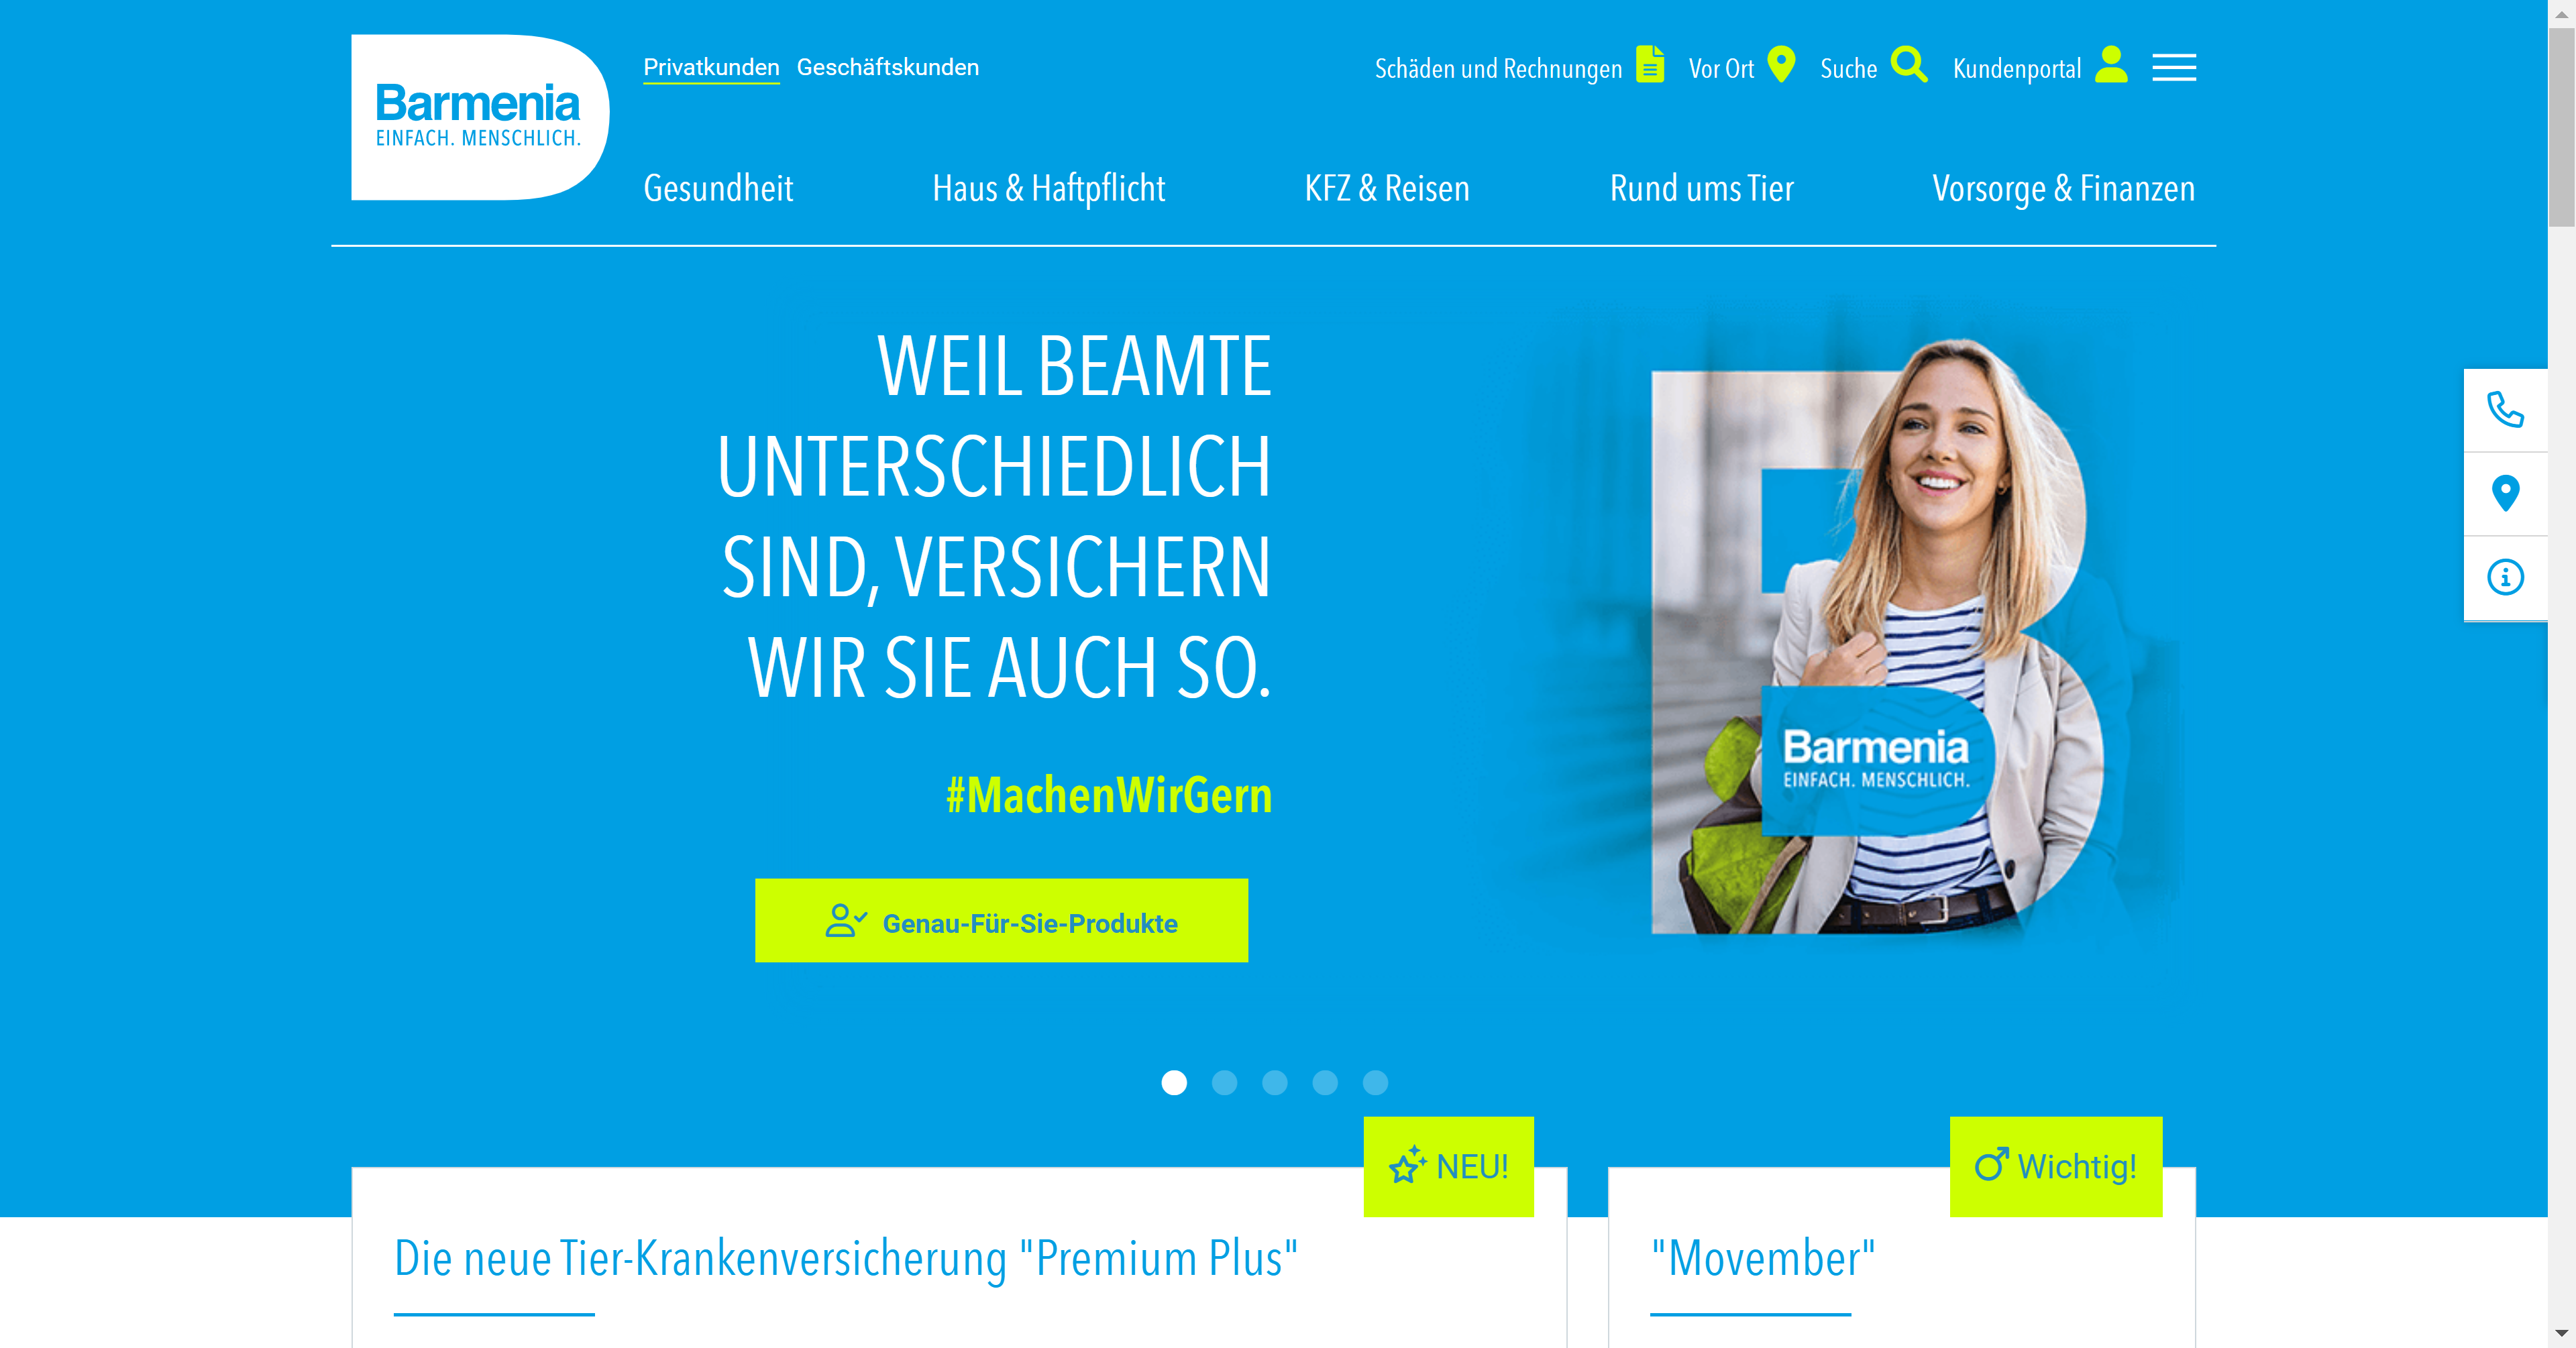 Barmenia
EINFACH. MENSCHLICH.
Privatkunden Geschäftskunden
Schäden und Rechnungen Vor Ort Suche Kundenportal
Gesundheit Haus & Haftpflicht KFZ & Reisen Rund ums Tier Vorsorge & Finanzen
WEIL BEAMTE
UNTERSCHIEDLICH
SIND, VERSICHERN
WIR SIE AUCH SO.
#MachenWirGern
Genau-Für-Sie-Produkte
Barmenia
EINFACH. MENSCHLICH.
NEU!
Die neue Tier-Krankenversicherung "Premium Plus"
Wichtig!
"Movember"